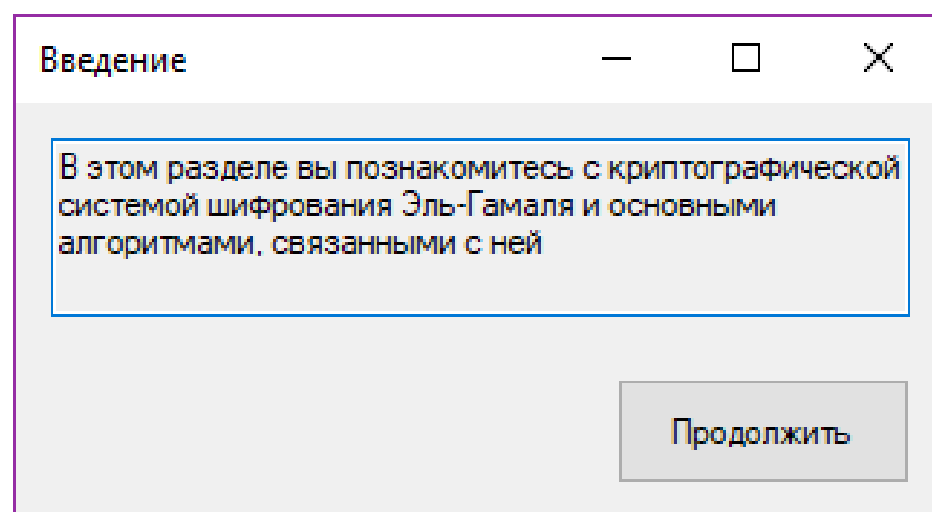 Введение
В этом разделе вы познакомитесь с криптографической
системой шифрования Эль-Гамаля и основными
алгоритмами, связанными с ней
Продолжить